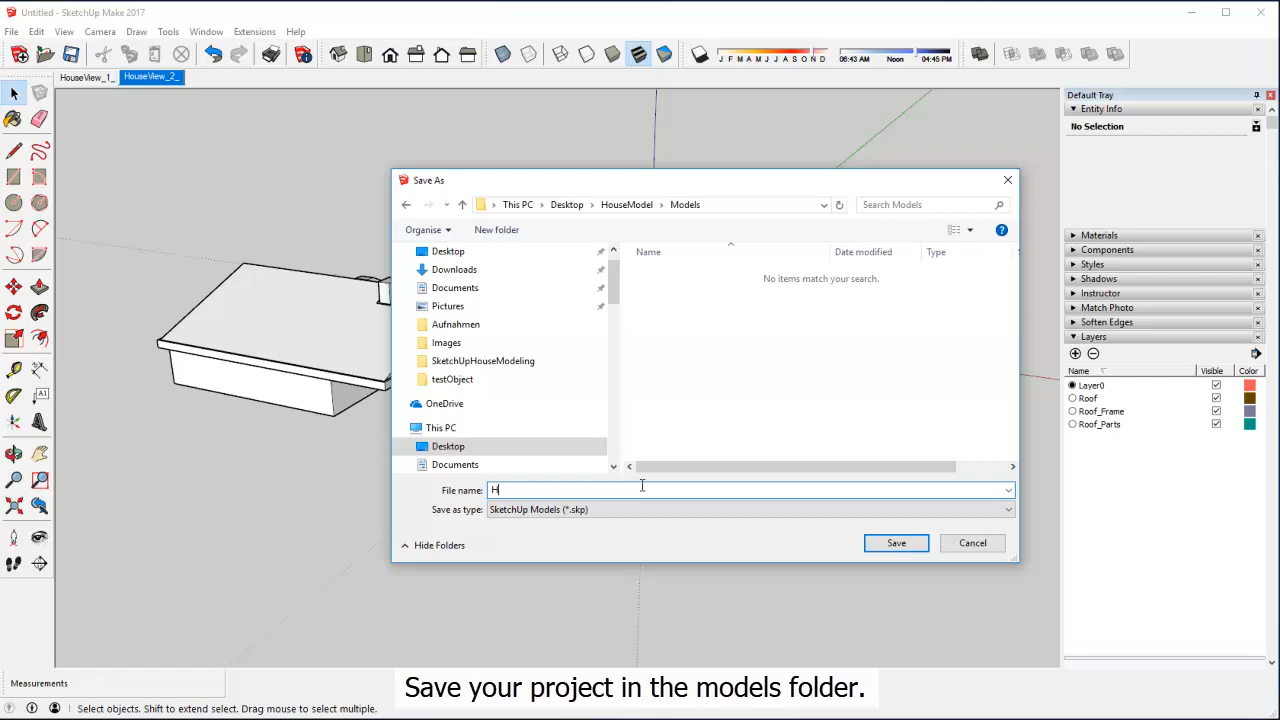 Untitled - SketchUp Make 2017
File Edit View Camera Draw Tools Window Extensions Help
J F M A M J J A S O N D
06:43 AM Noon 04:45 PM
HouseView_1_ HouseView_2_
Default Tray
Entity Info
No Selection
Save As
This PC > Desktop > HouseModel > Models
Search Models
Organise New folder
Desktop
Downloads
Documents
Pictures
Aufnahmen
Images
SketchUpHouseModeling
testObject
OneDrive
This PC
Desktop
Documents
Name Date modified Type
No items match your search.
File name: H
Save as type: SketchUp Models (*.skp)
Hide Folders Save Cancel
Materials
Components
Styles
Shadows
Instructor
Match Photo
Soften Edges
Layers
Name Visible Color
Layer0
Roof
Roof_Frame
Roof_Parts
A1
Measurements
Save your project in the models folder.
Select objects. Shift to extend select. Drag mouse to select multiple.